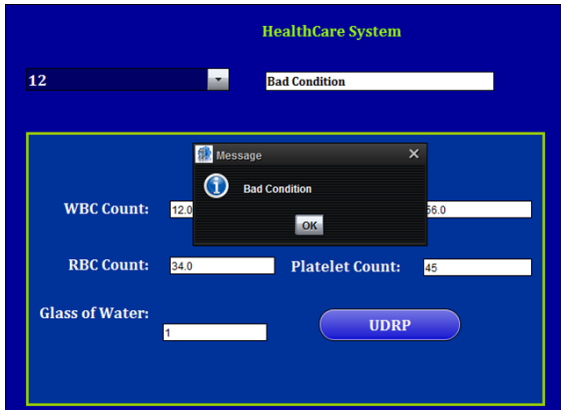 HealthCare System
12
Bad Condition
Message
Bad Condition
OK
WBC Count:
12.0
56.0
RBC Count:
34.0
Platelet Count:
45
Glass of Water:
1
UDRP